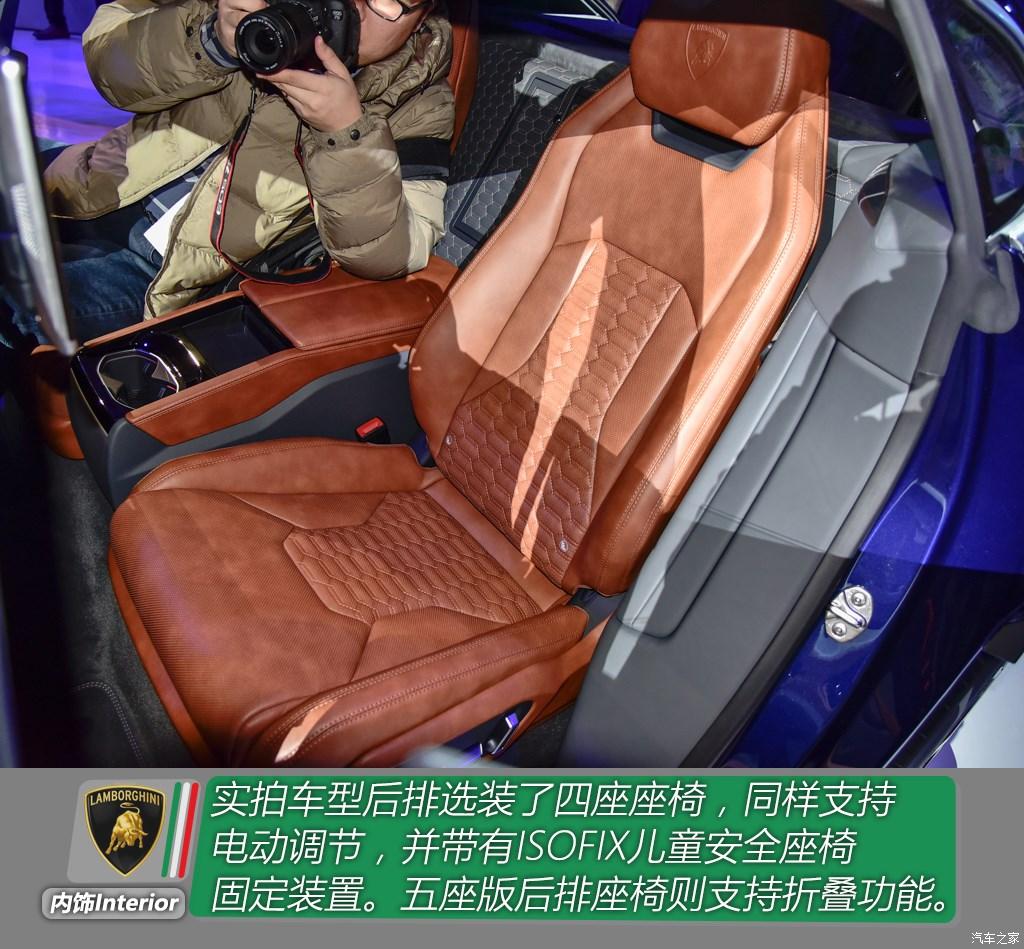 LAMBORGHINI
LAMBORGHINI
实拍车型后排选装了四座座椅，同样支持
电动调节，并带有ISOFIX儿童安全座椅
固定装置。五座版后排座椅则支持折叠功能。
内饰Interior
汽车之家